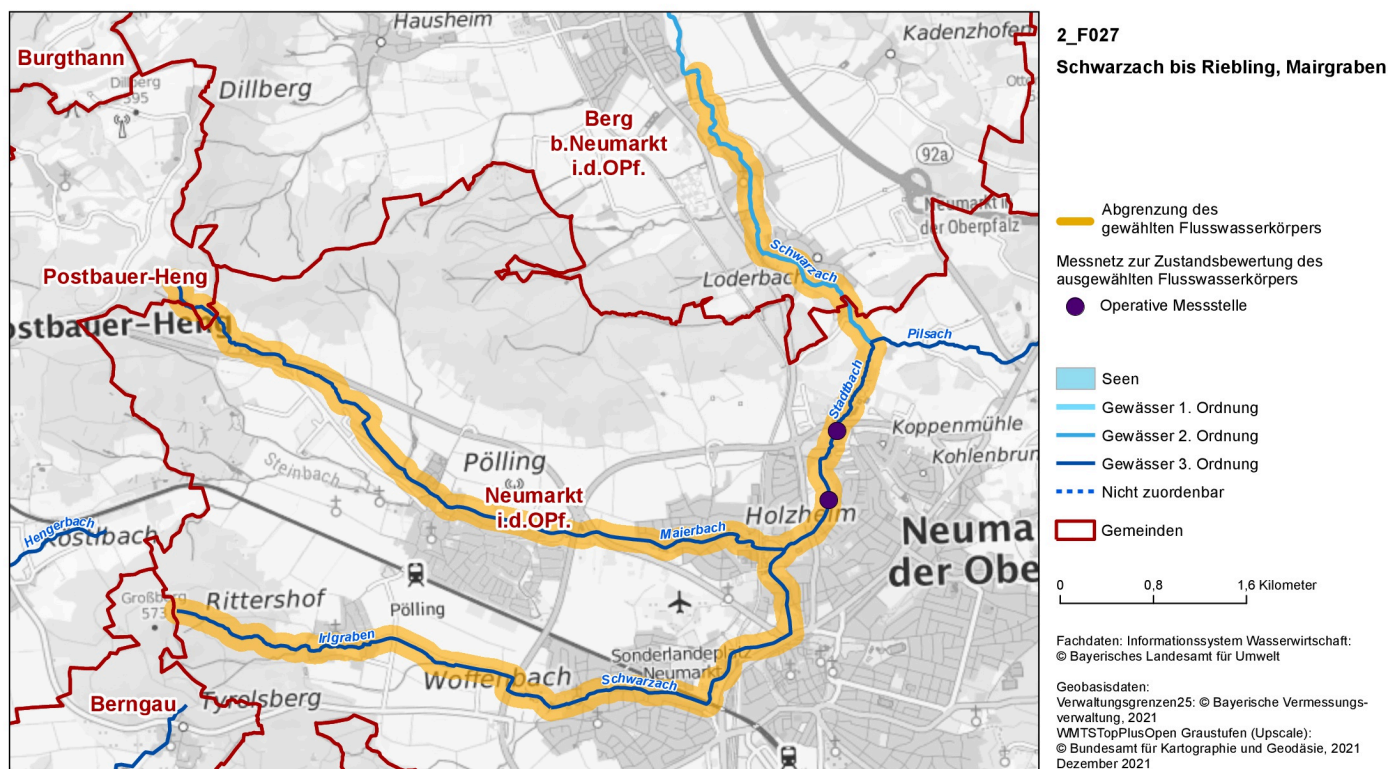 2_F027
Schwarzach bis Riebling, Mairgraben
Abgrenzung des
gewählten Flusswasserkörpers
Messnetz zur Zustandsbewertung des
ausgewählten Flusswasserkörpers
Operative Messstelle
Seen
Gewässer 1. Ordnung
Gewässer 2. Ordnung
Gewässer 3. Ordnung
Nicht zuordenbar
Gemeinden
0 0,8 1,6 Kilometer
Fachdaten: Informationssystem Wasserwirtschaft:
© Bayerisches Landesamt für Umwelt
Geobasisdaten:
Verwaltungsgrenzen25: © Bayerische Vermessungs-
verwaltung, 2021
WMTSTopPlusOpen Graustufen (Upscale):
© Bundesamt für Kartographie und Geodäsie, 2021
Dezember 2021
Hausheim
Kadenzhofen
Burgthann
Dillberg
595
Dillberg
Berg
b.Neumarkt
i.d.OPf.
92a
Neumarkt in
der Oberpfalz
Schwarzach
Loderbach
Postbauer-Heng
ostbauer-Heng
Pilsach
Stadtbach
Koppenmühle
Kohlenbrun
Steinbach
Pölling
Neumarkt
i.d.OPf.
Holzheim
Maierbach
Neuma
der Obe
Hengerbach
Köstlbach
Großberg
573
Rittershof
Pölling
Irlgraben
Sonderlandeplatz
Neumarkt
Woffenbach
Schwarzach
Berngau
Tyrolsberg